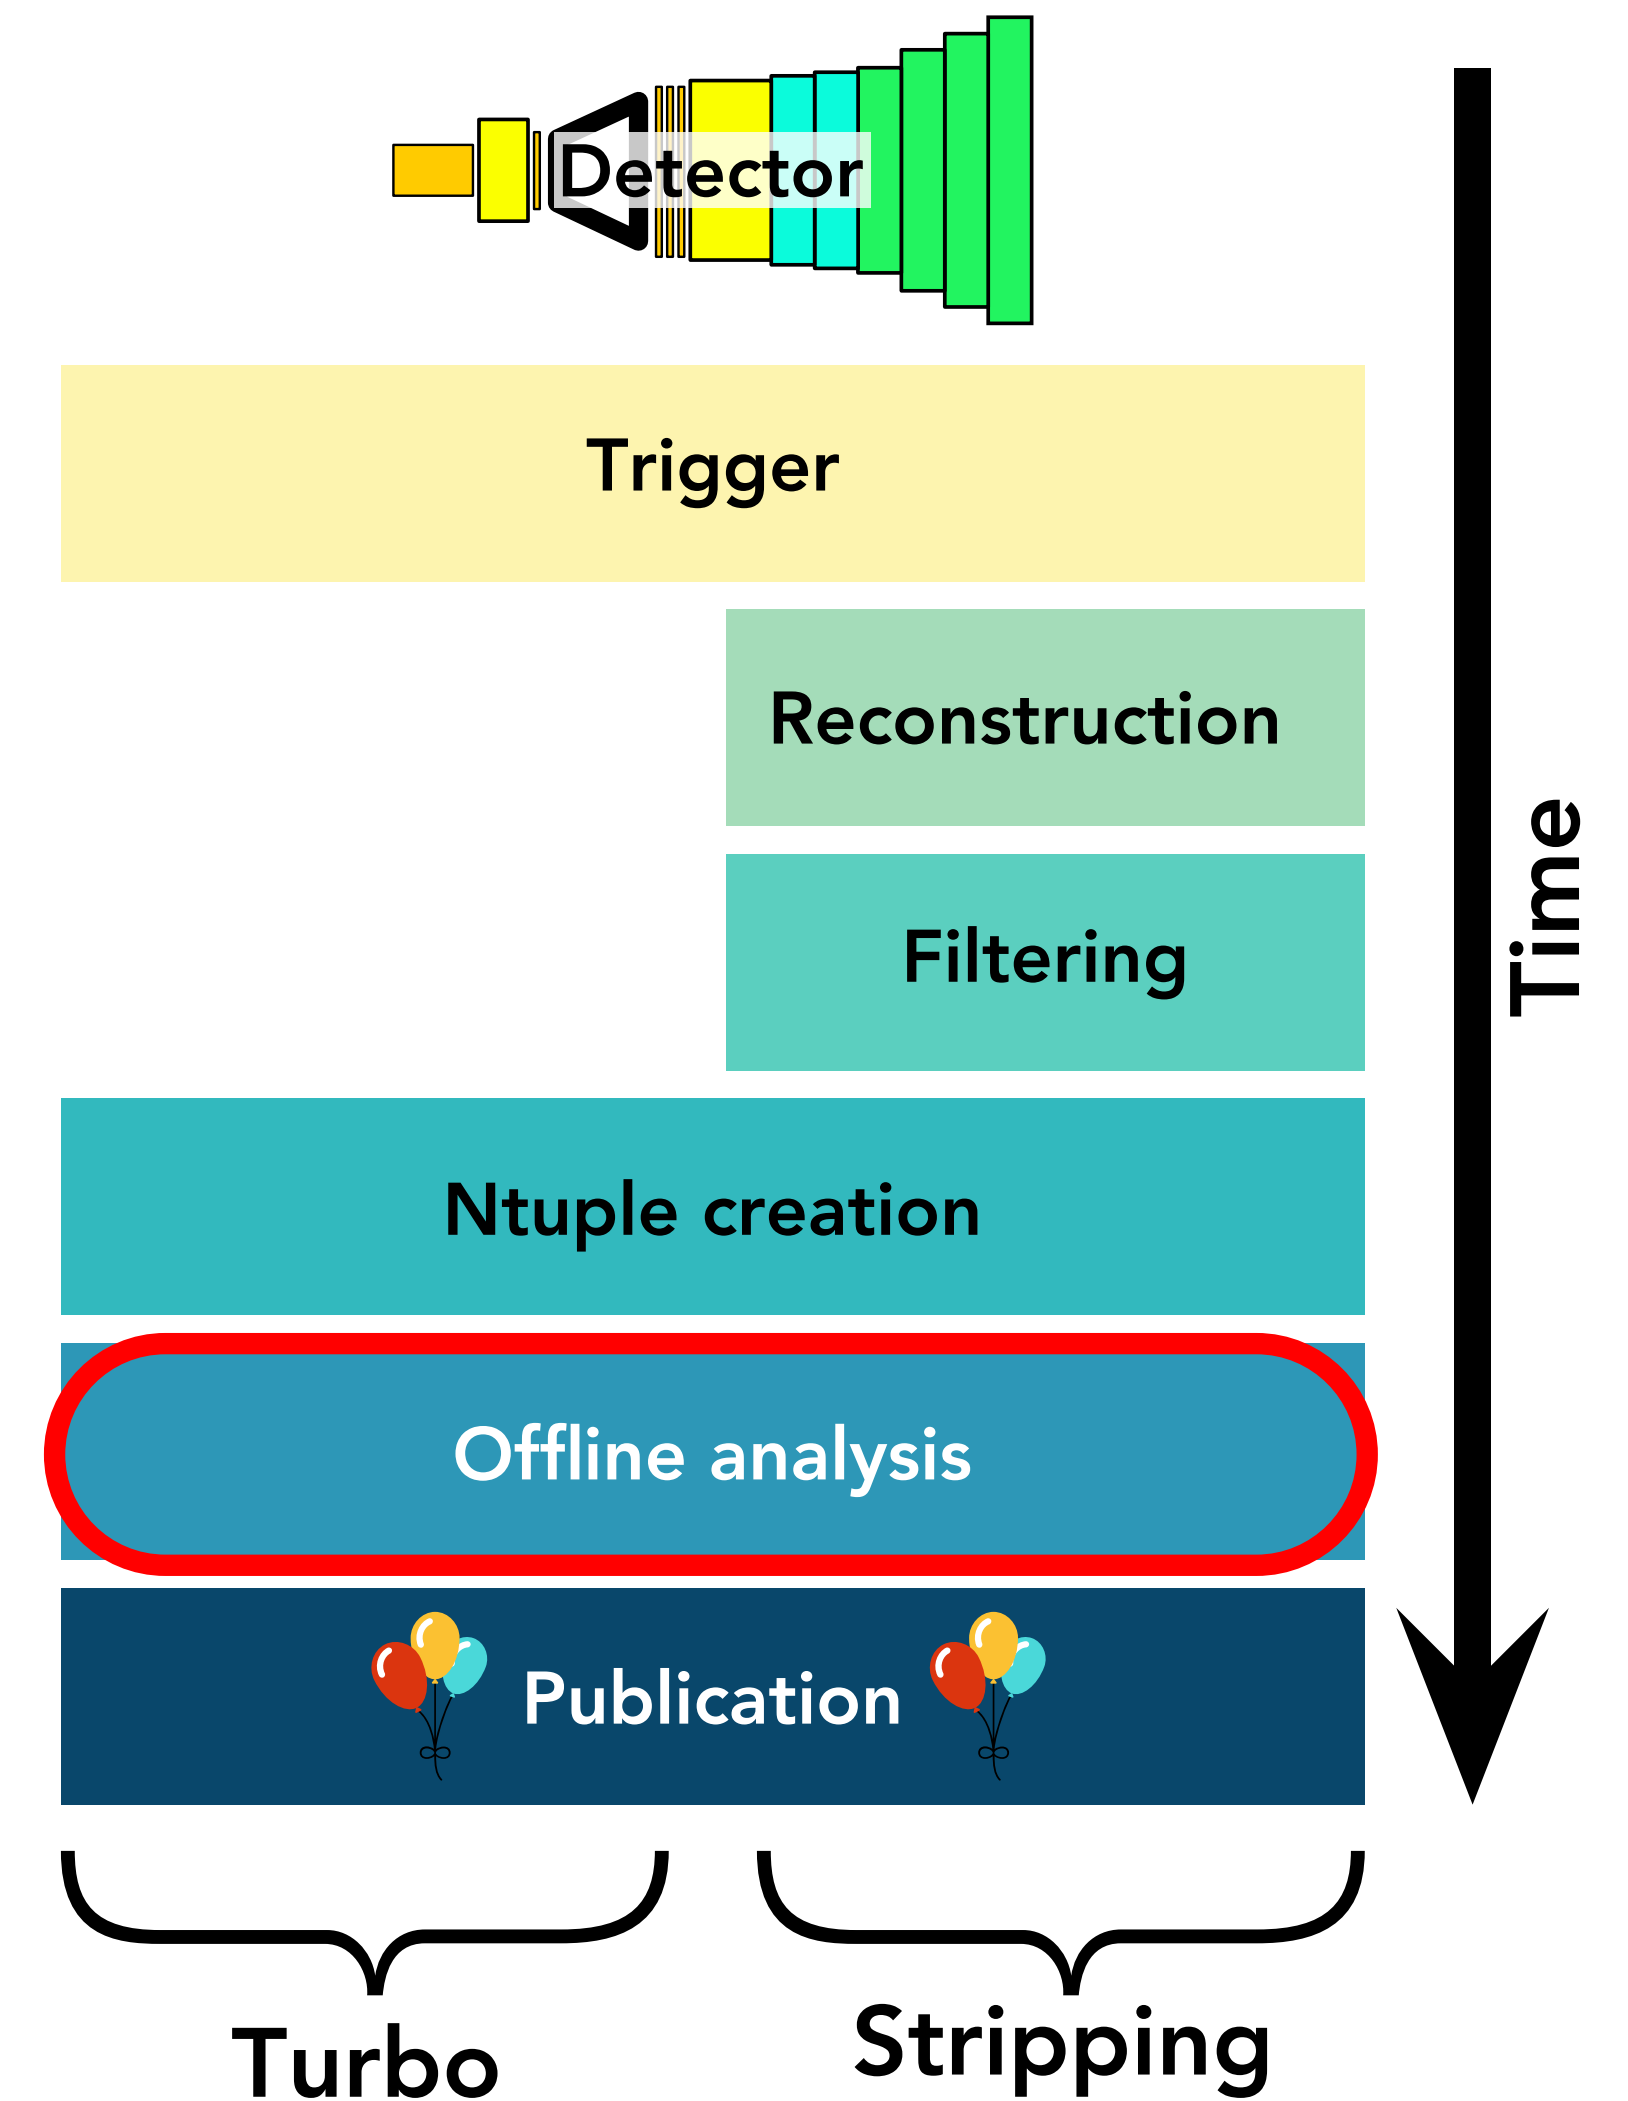 Detector
Trigger
Reconstruction
Filtering
Time
Ntuple creation
Offline analysis
Publication
Turbo
Stripping